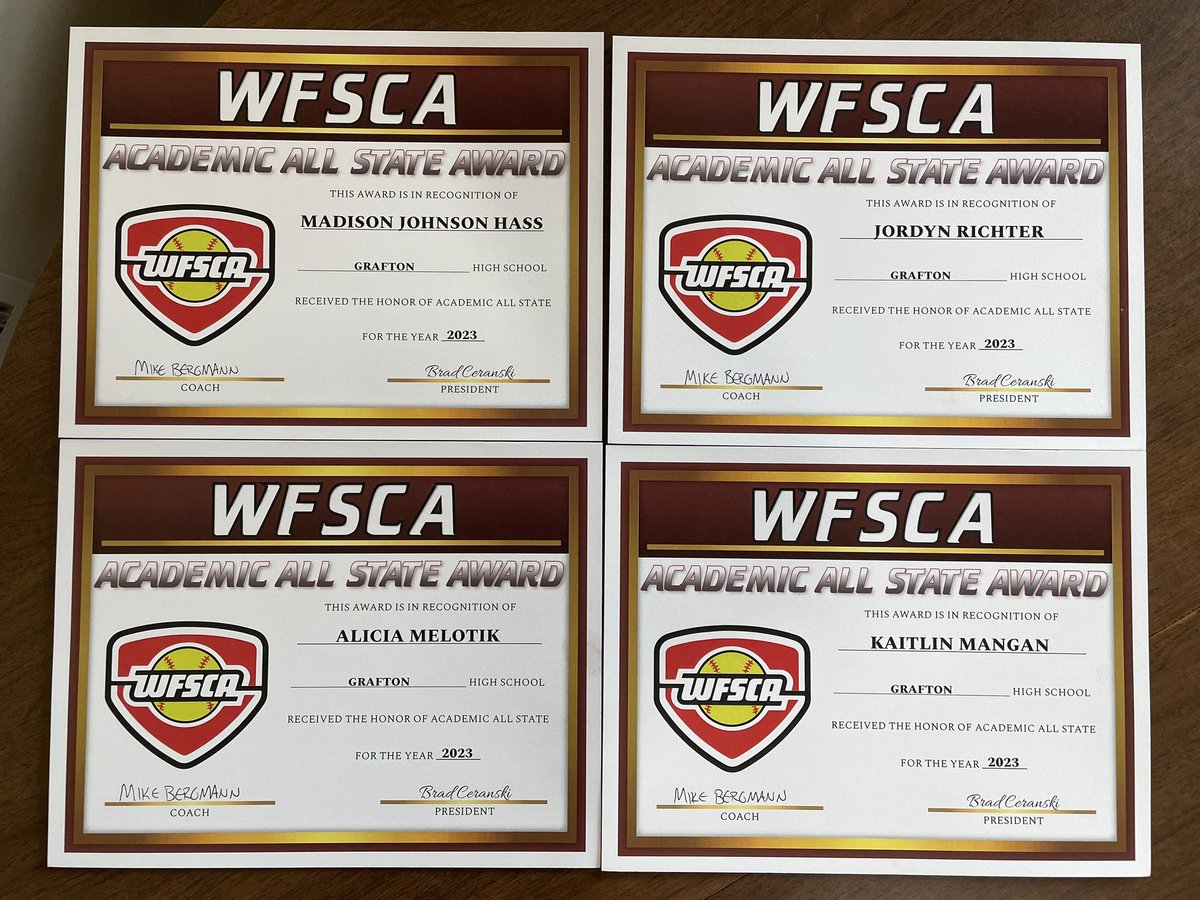 WFSCA
ACADEMIC ALL STATE AWARD
THIS AWARD IS IN RECOGNITION OF
MADISON JOHNSON HASS
WFSCA
GRAFTON HIGH SCHOOL
RECEIVED THE HONOR OF ACADEMIC ALL STATE
FOR THE YEAR 2023
MIKE BERGMANN
COACH
Brad Ceranski
PRESIDENT
WFSCA
ACADEMIC ALL STATE AWARD
THIS AWARD IS IN RECOGNITION OF
JORDYN RICHTER
WFSCA
GRAFTON HIGH SCHOOL
RECEIVED THE HONOR OF ACADEMIC ALL STATE
FOR THE YEAR 2023
MIKE BERGMANN
COACH
Brad Ceranski
PRESIDENT
WFSCA
ACADEMIC ALL STATE AWARD
THIS AWARD IS IN RECOGNITION OF
ALICIA MELOTIK
WFSCA
GRAFTON HIGH SCHOOL
RECEIVED THE HONOR OF ACADEMIC ALL STATE
FOR THE YEAR 2023
MIKE BERGMANN
COACH
Brad Ceranski
PRESIDENT
WFSCA
ACADEMIC ALL STATE AWARD
THIS AWARD IS IN RECOGNITION OF
KAITLIN MANGAN
WFSCA
GRAFTON HIGH SCHOOL
RECEIVED THE HONOR OF ACADEMIC ALL STATE
FOR THE YEAR 2023
MIKE BERGMANN
COACH
Brad Ceranski
PRESIDENT